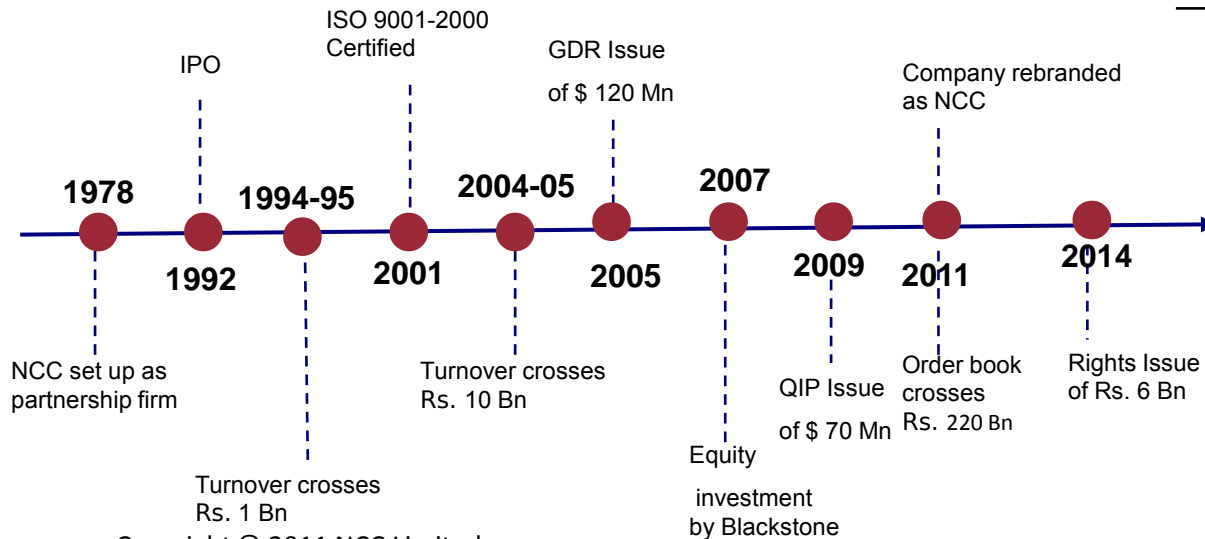 ISO 9001-2000
Certified
IPO
GDR Issue
of $ 120 Mn
Company rebranded
as NCC
1978
1992
1994-95
2001
2004-05
2005
2007
2009
2011
2014
NCC set up as
partnership firm
Turnover crosses
Rs. 1 Bn
Turnover crosses
Rs. 10 Bn
Equity
investment
by Blackstone
QIP Issue
of $ 70 Mn
Order book
crosses
Rs. 220 Bn
Rights Issue
of Rs. 6 Bn